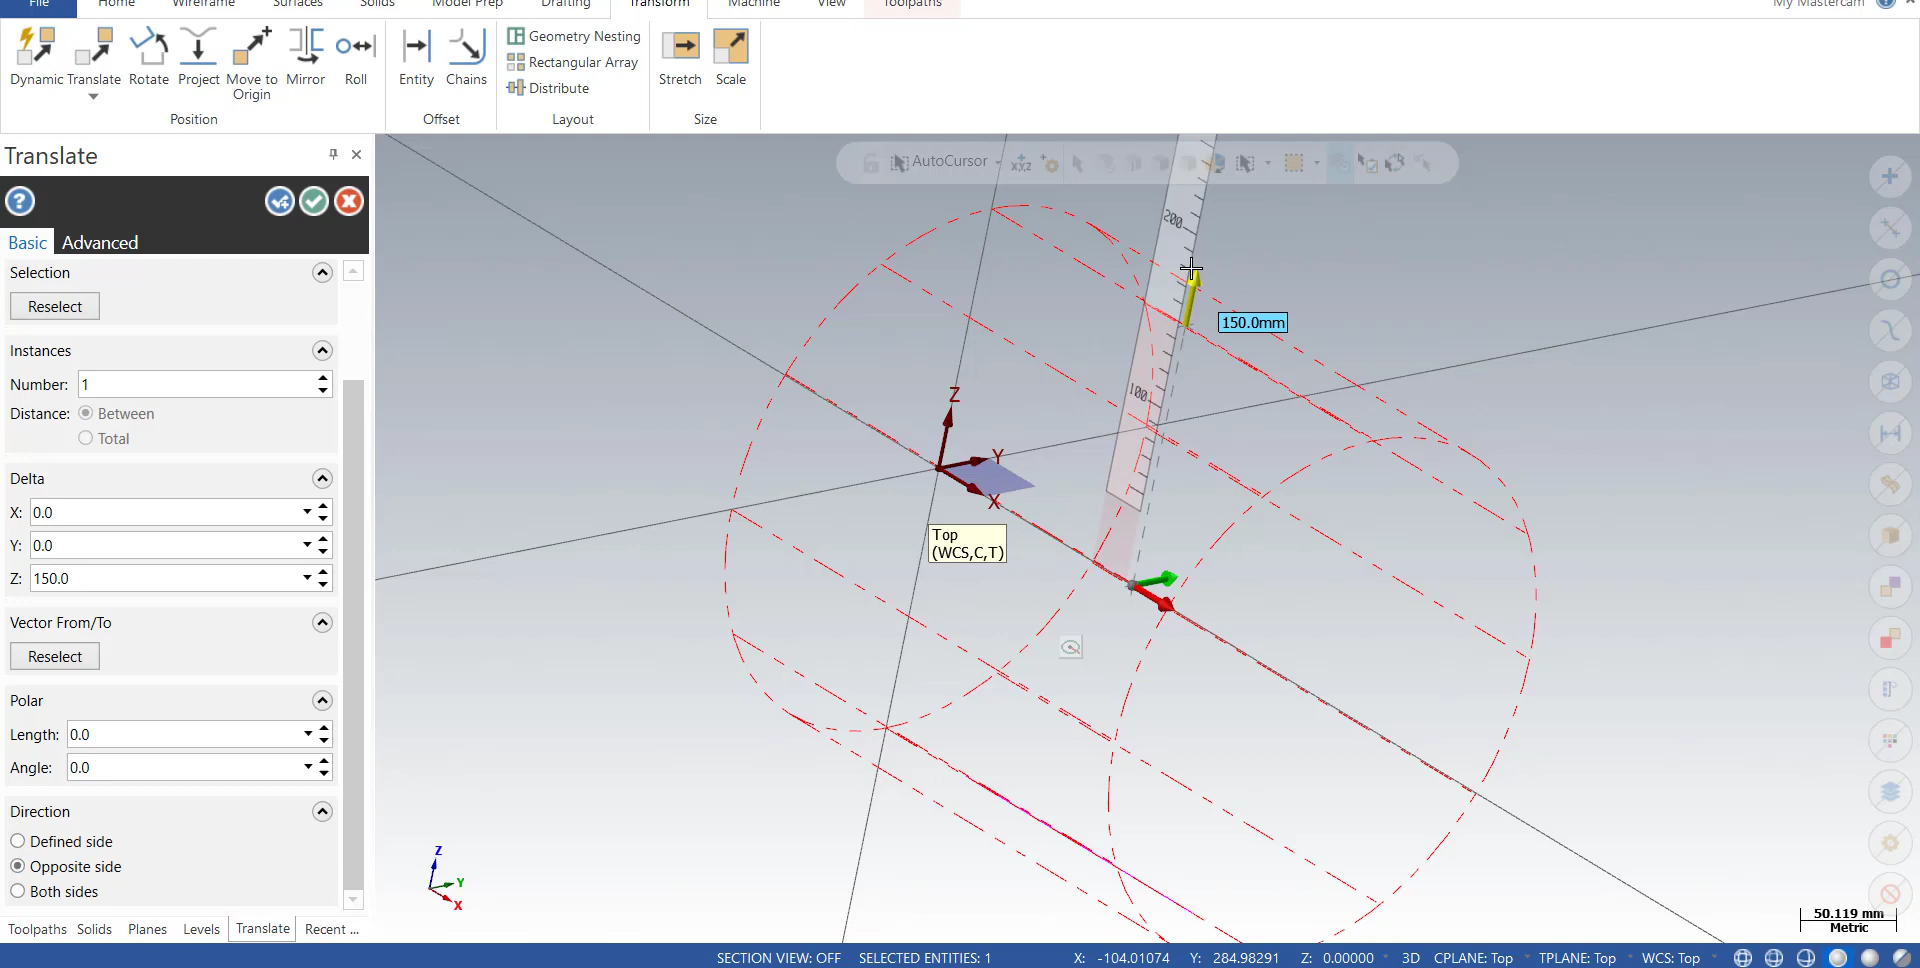 File Home Wireframe Surfaces Solids Model Prep Drafting Transform Machine View Toolpaths My Mastercam
Dynamic Translate Rotate Project Move to Origin Mirror Roll
Position
Entity Chains
Offset
Geometry Nesting
Rectangular Array
Distribute
Layout
Stretch Scale
Size
Translate
Basic Advanced
Selection
Reselect
Instances
Number: 1
Distance: Between
Total
Delta
X: 0.0
Y: 0.0
Z: 150.0
Vector From/To
Reselect
Polar
Length: 0.0
Angle: 0.0
Direction
Defined side
Opposite side
Both sides
Toolpaths Solids Planes Levels Translate Recent ...
AutoCursor
200
150.0mm
100
Z
Y
X
Top
(WCS,C,T)
Z
Y
X
50.119 mm
Metric
SECTION VIEW: OFF SELECTED ENTITIES: 1 X: -104.01074 Y: 284.98291 Z: 0.00000 3D CPLANE: Top TPLANE: Top WCS: Top